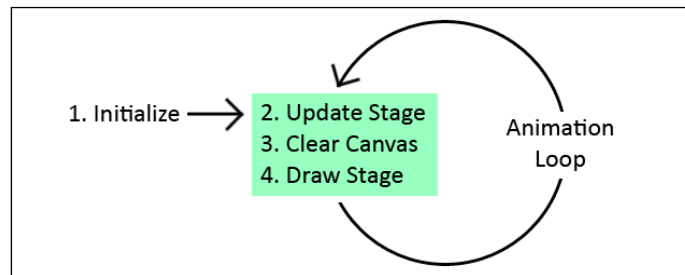 1. Initialize
2. Update Stage
3. Clear Canvas
4. Draw Stage
Animation
Loop